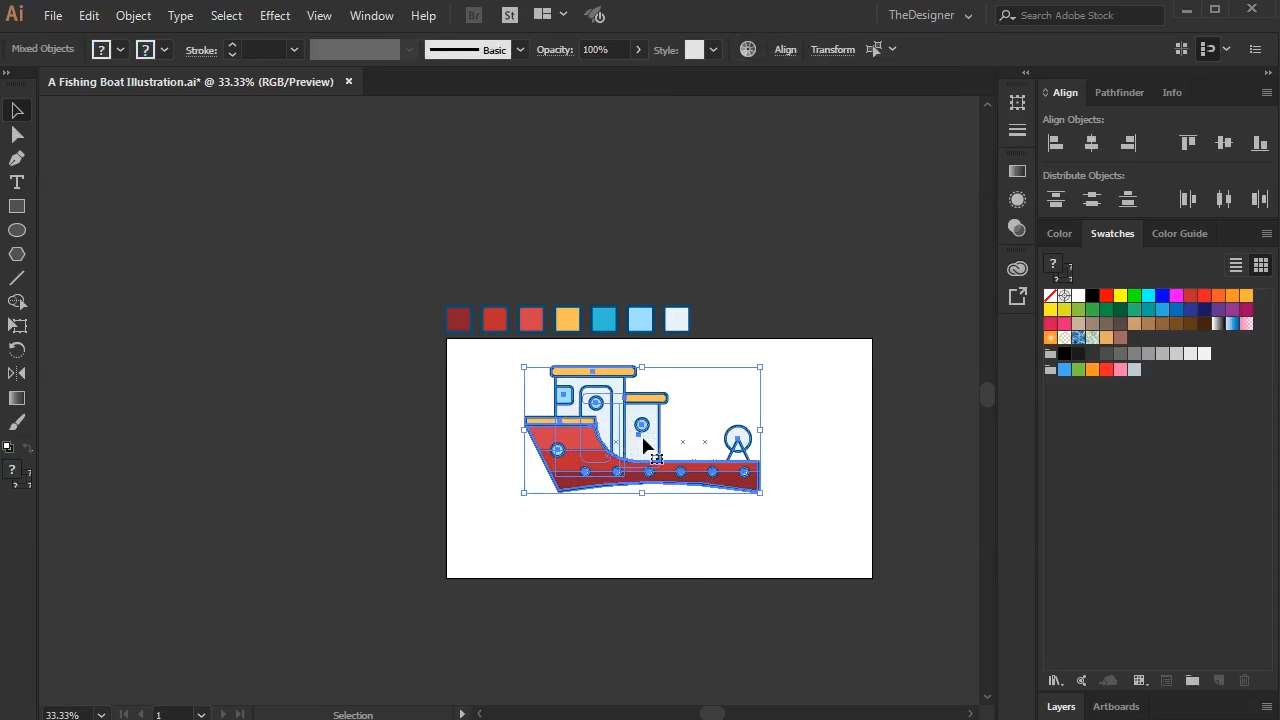 Ai File Edit Object Type Select Effect View Window Help Br St TheDesigner Search Adobe Stock
Mixed Objects ? ? Stroke: Basic Opacity: 100% Style: Align Transform
A Fishing Boat Illustration.ai* @ 33.33% (RGB/Preview)
Align Pathfinder Info
Align Objects:
Distribute Objects:
Color Swatches Color Guide
?
?
Layers Artboards
33.33% 1 Selection